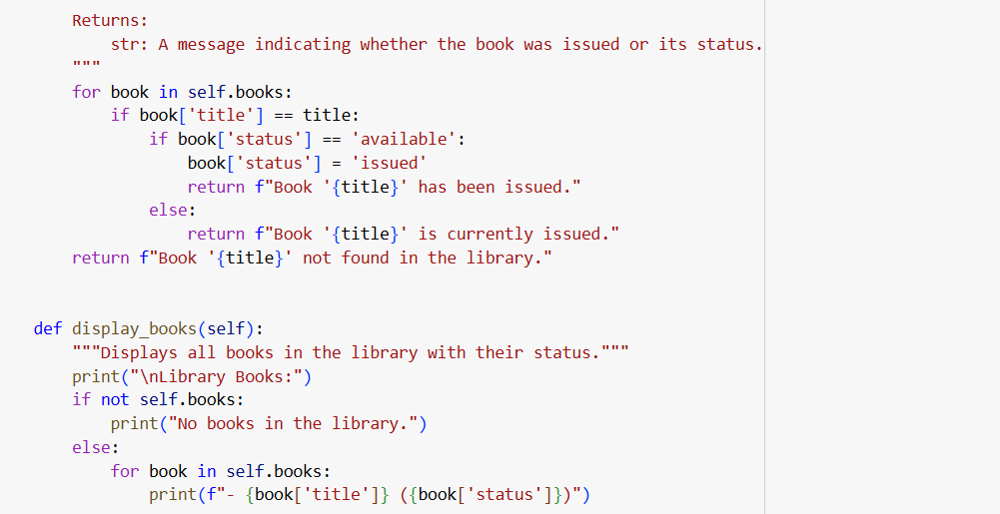 Returns:
    str: A message indicating whether the book was issued or its status.
"""
for book in self.books:
    if book['title'] == title:
        if book['status'] == 'available':
            book['status'] = 'issued'
            return f"Book '{title}' has been issued."
        else:
            return f"Book '{title}' is currently issued."
return f"Book '{title}' not found in the library."
def display_books(self):
    """Displays all books in the library with their status."""
    print("\nLibrary Books:")
    if not self.books:
        print("No books in the library.")
    else:
        for book in self.books:
            print(f"- {book['title']} ({book['status']})")